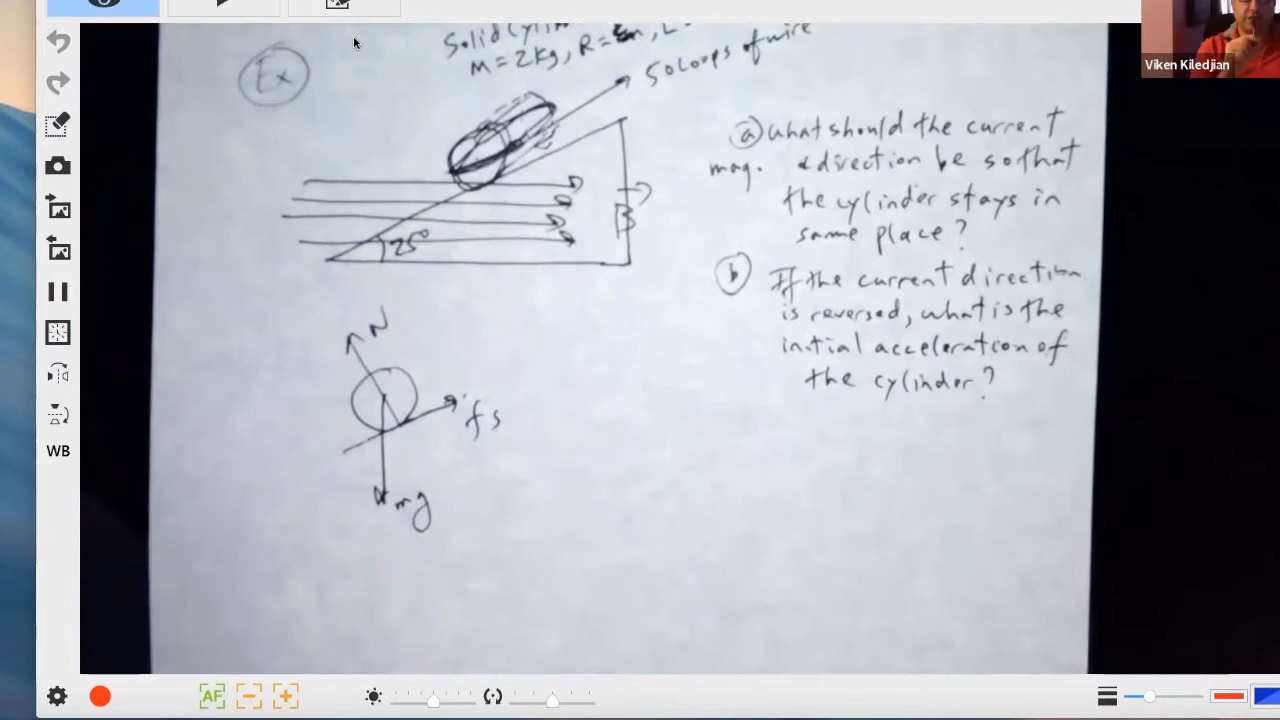 Viken Kiledjian
Ex
Solid
M = 2kg, R =
50 loops of wire
25°
B
N
fs
mg
a) what should the current
mag. & direction be so that
the cylinder stays in
same place?
b) If the current direction
is reversed, what is the
initial acceleration of
the cylinder?
WB
AF